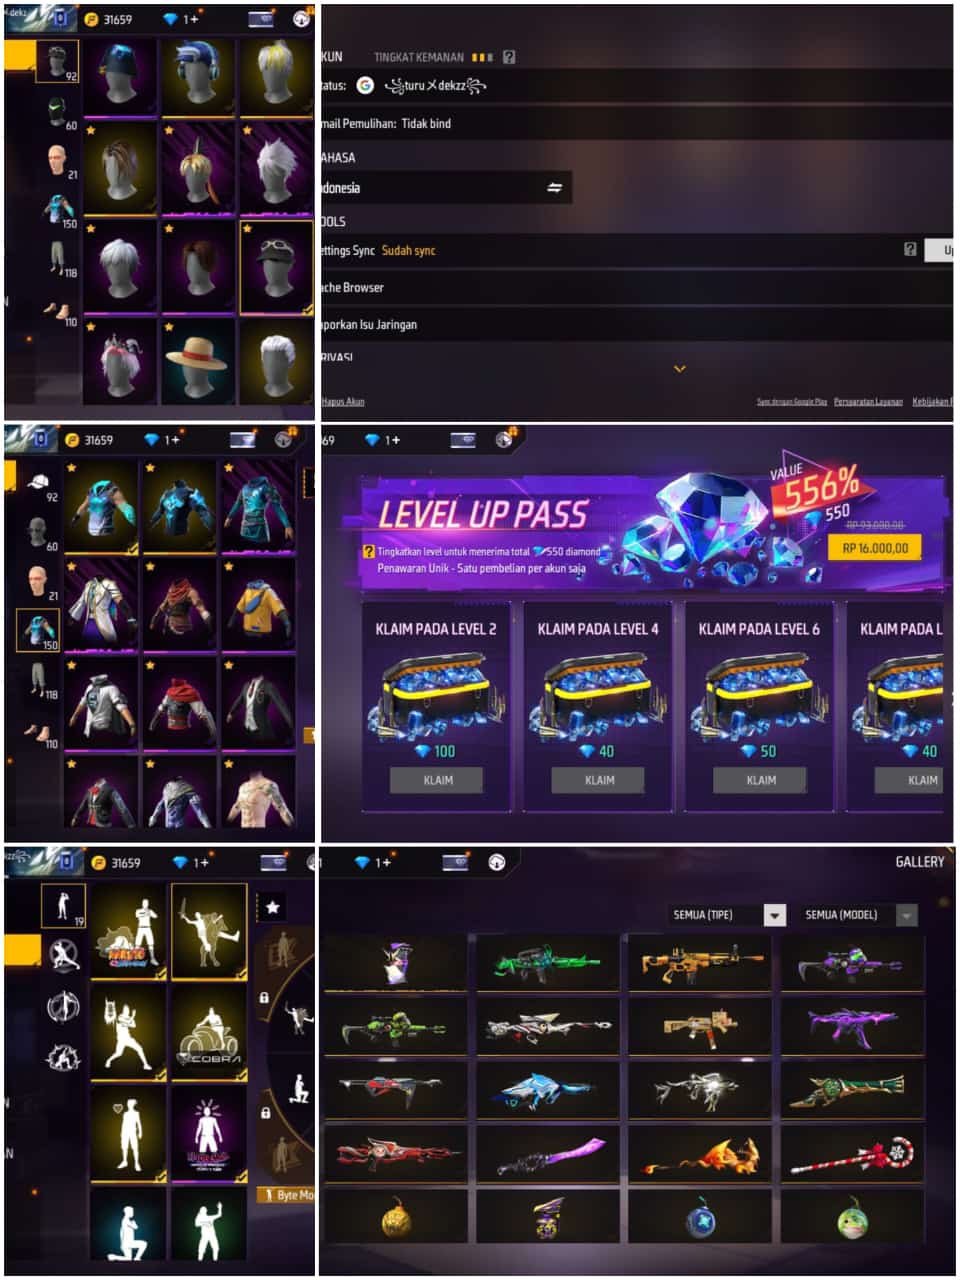 dekz
31659
1+
92
60
21
150
118
110
KUN
TINGKAT KEMANAN
?
tatus:
G
꧁turu〤dekzz꧂
mail Pemulihan: Tidak bind
AHASA
ndonesia
OOLS
ettings Sync
Sudah sync
?
Up
ache Browser
aporkan Isu Jaringan
RIVASI
Hapus Akun
Sync dengan Google Play
Persyaratan Layanan
Kebijakan P
31659
1+
92
60
21
150
118
110
69
1+
LEVEL UP PASS
VALUE
556%
550
RP 93.000,00
RP 16.000,00
? Tingkatkan level untuk menerima total 550 diamond
Penawaran Unik - Satu pembelian per akun saja
KLAIM PADA LEVEL 2
KLAIM PADA LEVEL 4
KLAIM PADA LEVEL 6
KLAIM PADA L
100
40
50
40
KLAIM
KLAIM
KLAIM
KLAIM
zz꧂
31659
1+
19
NARUTO
COBRA
AN
Byte Mo
1+
GALLERY
SEMUA (TIPE)
SEMUA (MODEL)